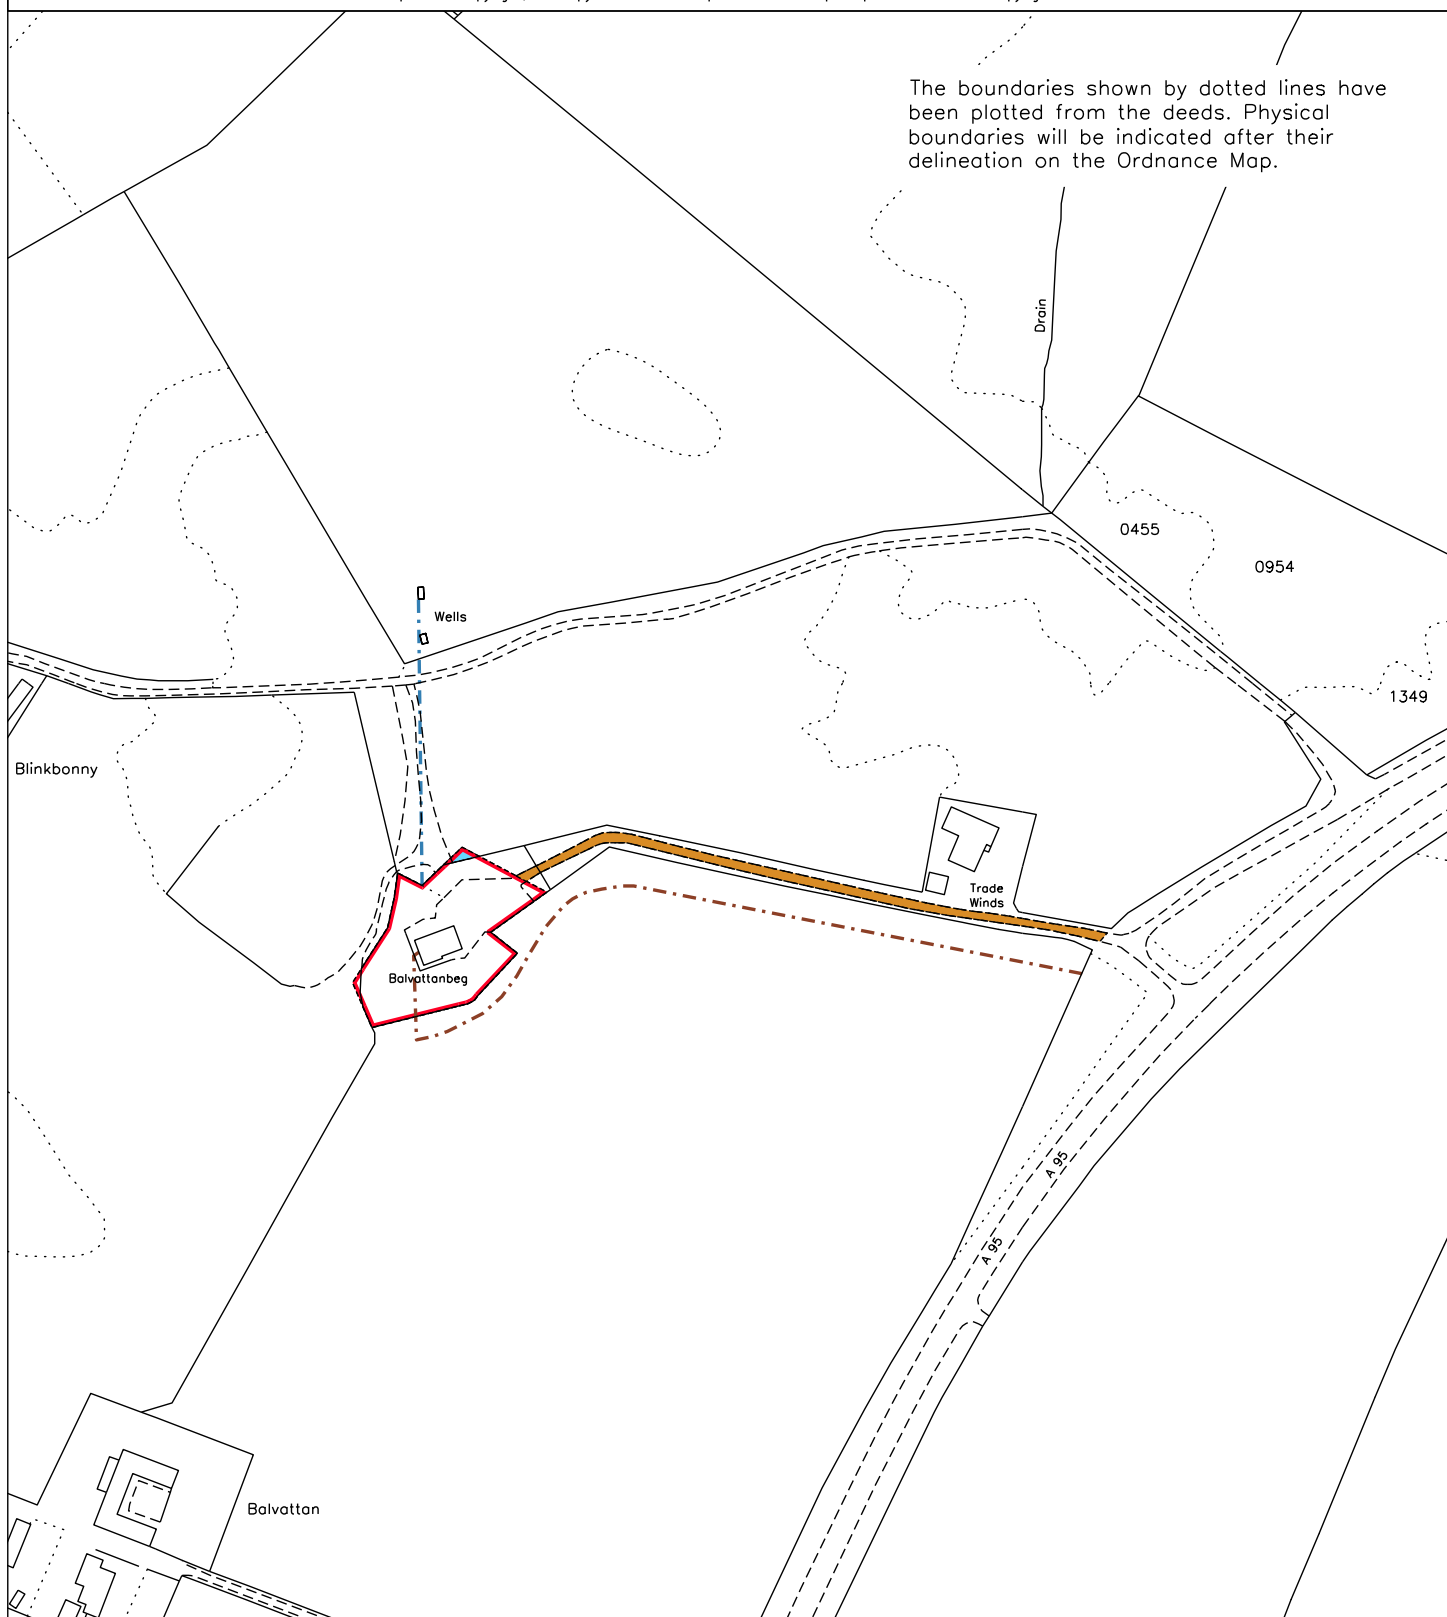 The boundaries shown by dotted lines have
been plotted from the deeds. Physical
boundaries will be indicated after their
delineation on the Ordnance Map.
Drain
0455
0954
Wells
1349
Blinkbonny
Trade
Winds
Balvattanbeg
A 95
A 95
Balvattan